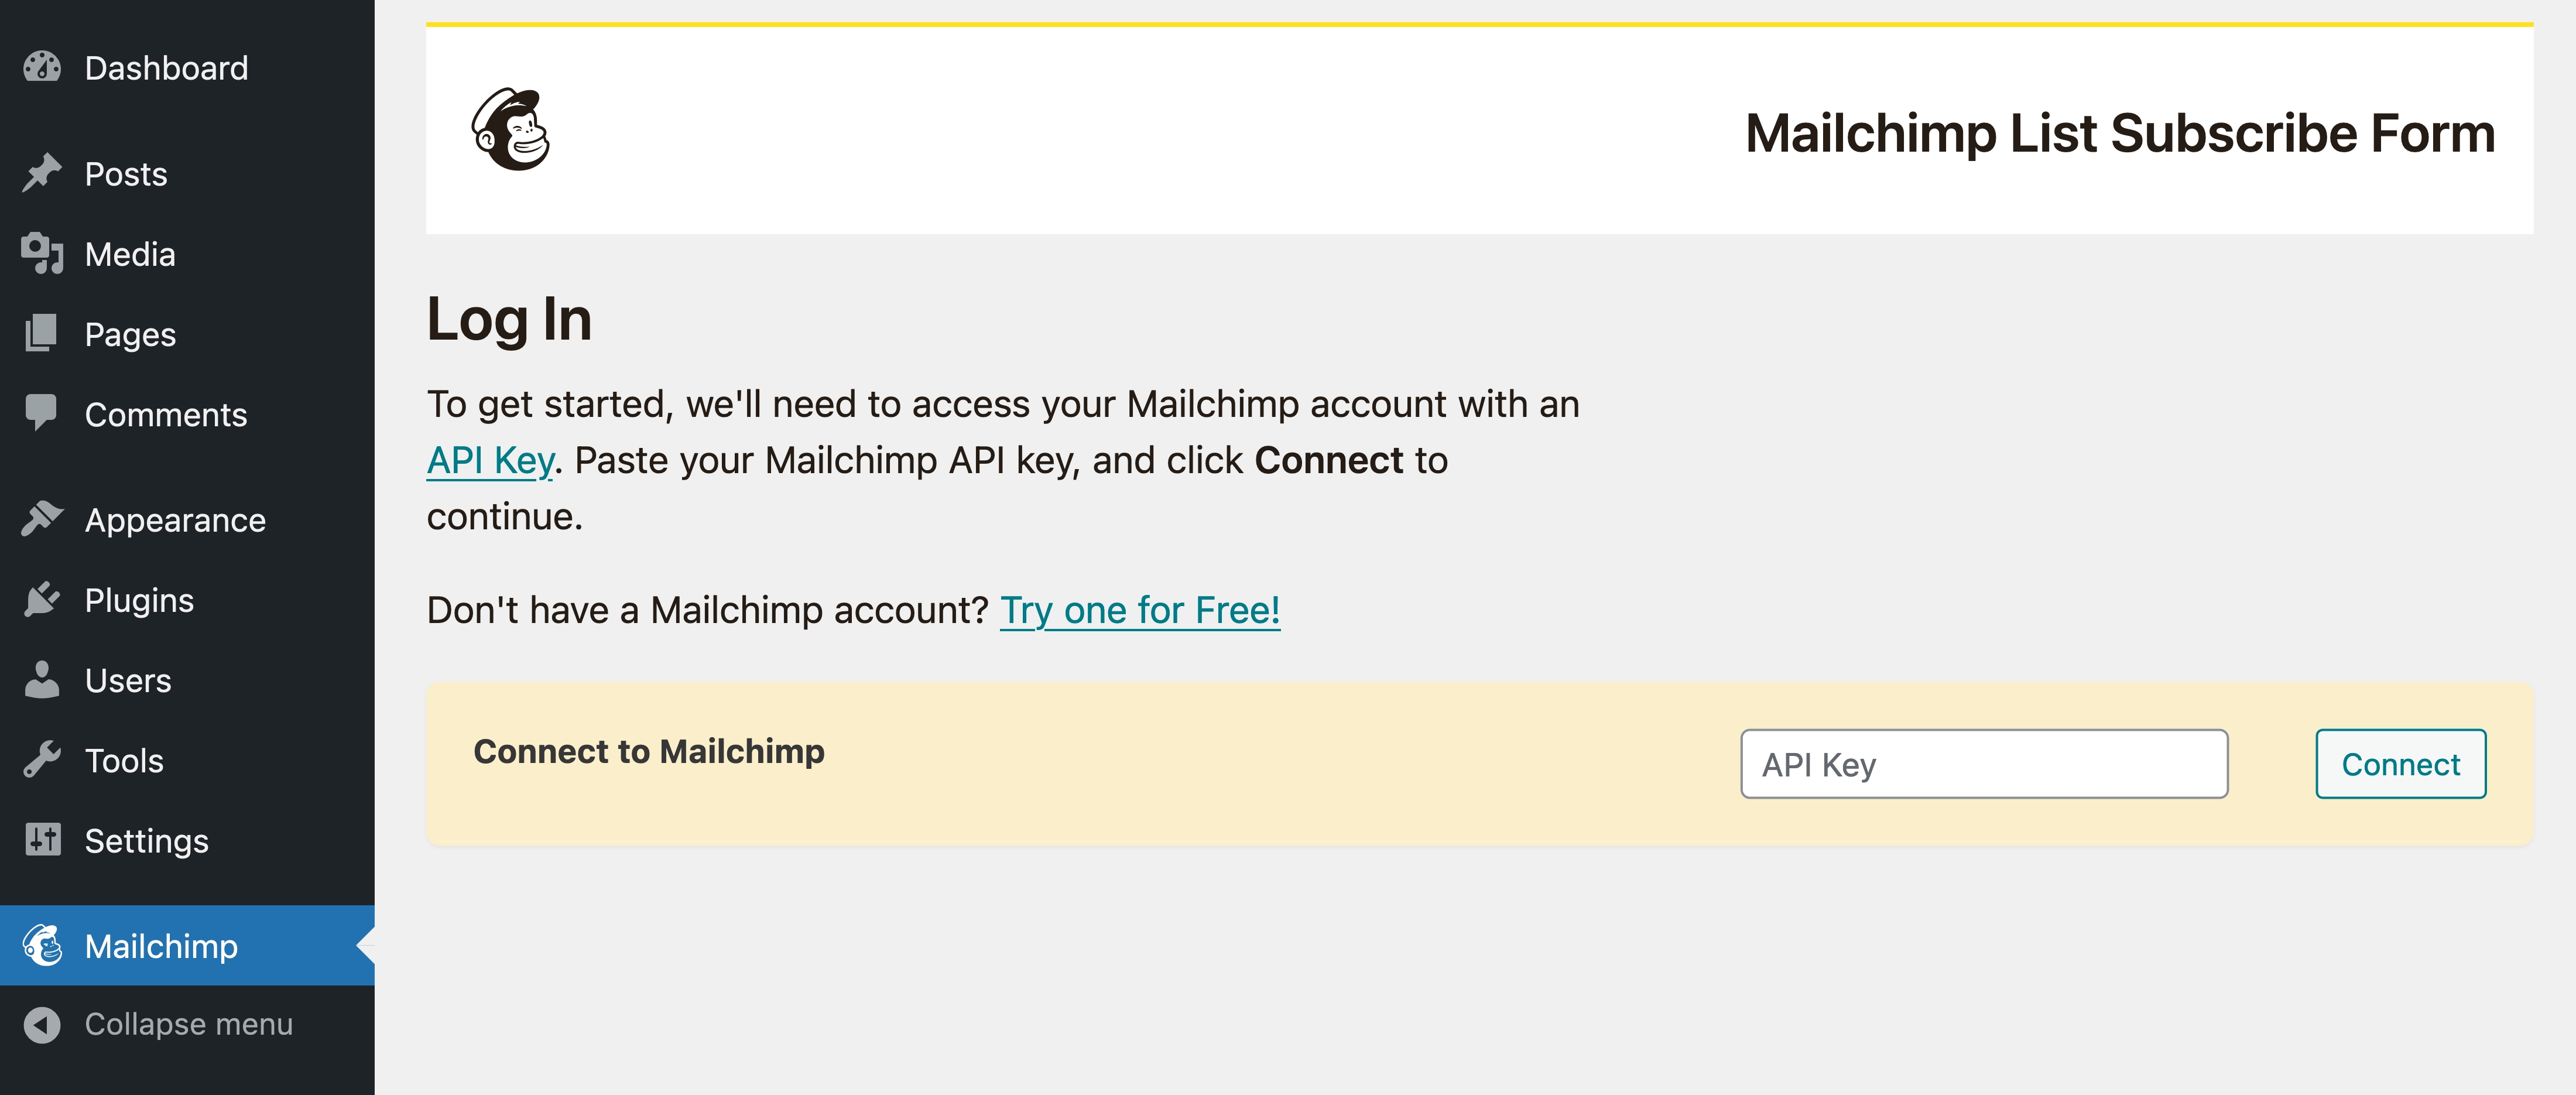 Dashboard
Posts
Media
Pages
Comments
Appearance
Plugins
Users
Tools
Settings
Mailchimp
Collapse menu
Mailchimp List Subscribe Form
Log In
To get started, we'll need to access your Mailchimp account with an
API Key. Paste your Mailchimp API key, and click Connect to
continue.
Don't have a Mailchimp account? Try one for Free!
Connect to Mailchimp
API Key
Connect